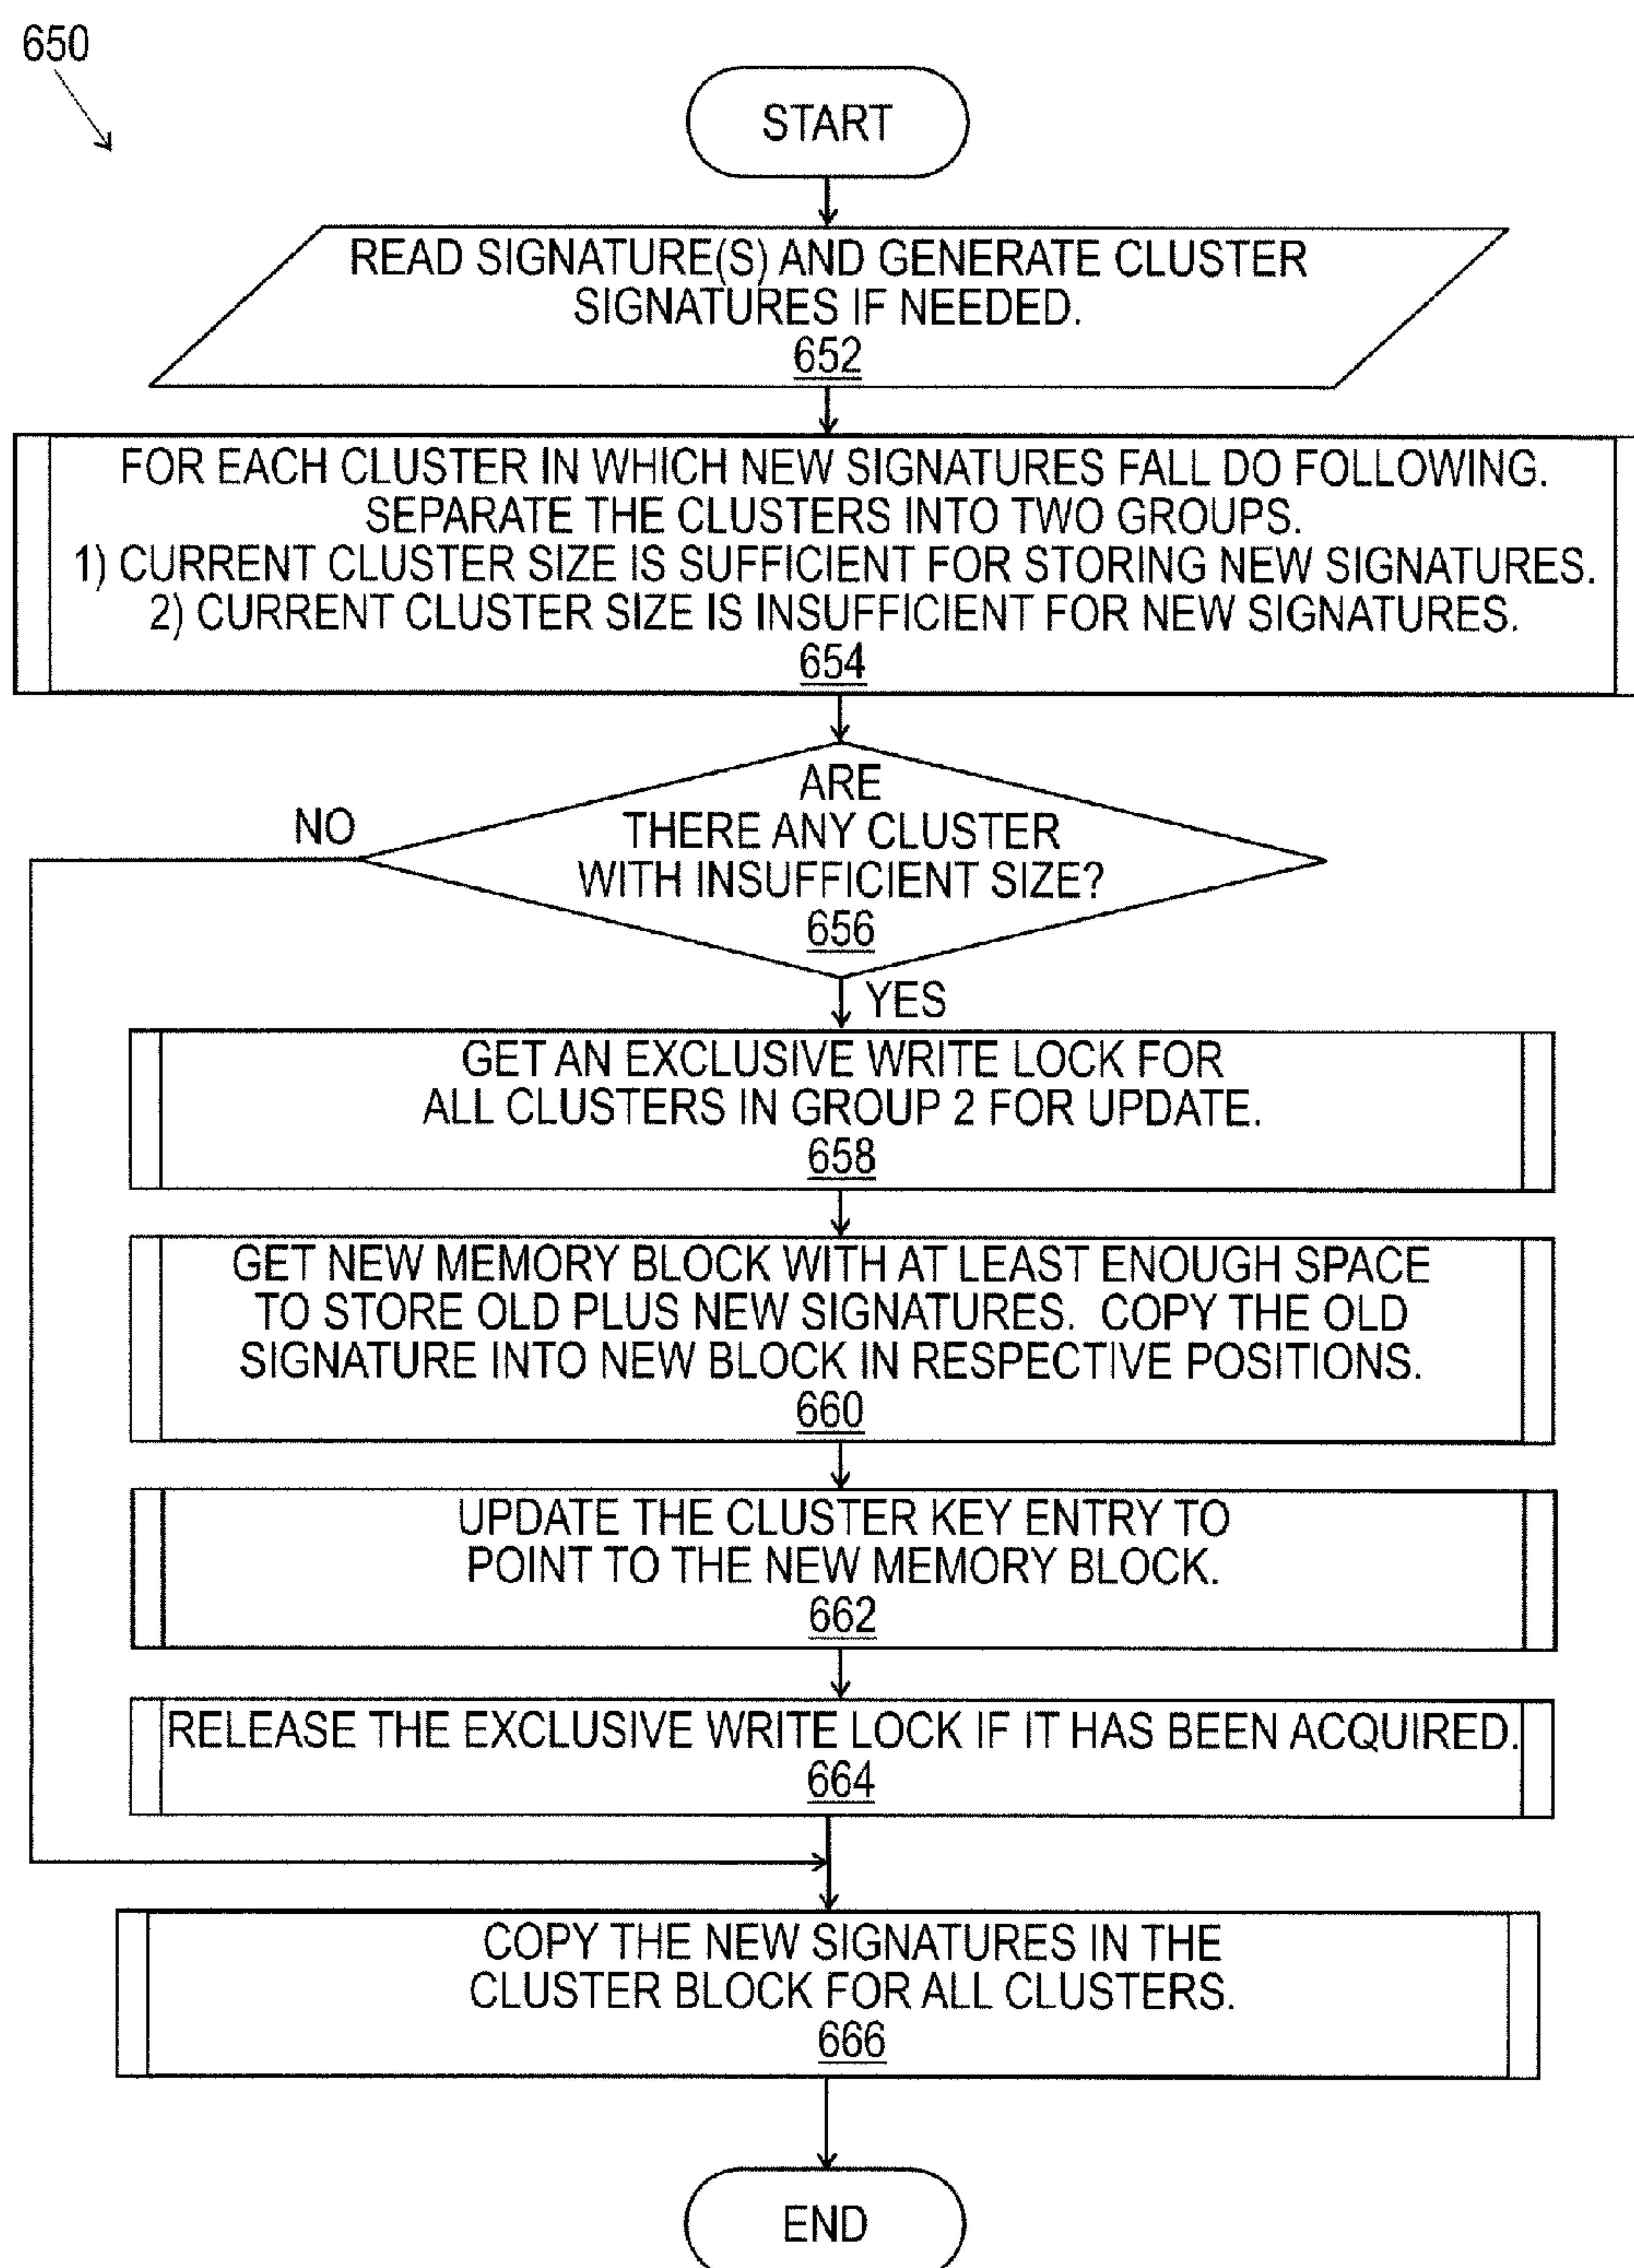 650
START
READ SIGNATURE(S) AND GENERATE CLUSTER
SIGNATURES IF NEEDED.
652
FOR EACH CLUSTER IN WHICH NEW SIGNATURES FALL DO FOLLOWING.
SEPARATE THE CLUSTERS INTO TWO GROUPS.
1) CURRENT CLUSTER SIZE IS SUFFICIENT FOR STORING NEW SIGNATURES.
2) CURRENT CLUSTER SIZE IS INSUFFICIENT FOR NEW SIGNATURES.
654
ARE
THERE ANY CLUSTER
WITH INSUFFICIENT SIZE?
656
NO
YES
GET AN EXCLUSIVE WRITE LOCK FOR
ALL CLUSTERS IN GROUP 2 FOR UPDATE.
658
GET NEW MEMORY BLOCK WITH AT LEAST ENOUGH SPACE
TO STORE OLD PLUS NEW SIGNATURES. COPY THE OLD
SIGNATURE INTO NEW BLOCK IN RESPECTIVE POSITIONS.
660
UPDATE THE CLUSTER KEY ENTRY TO
POINT TO THE NEW MEMORY BLOCK.
662
RELEASE THE EXCLUSIVE WRITE LOCK IF IT HAS BEEN ACQUIRED.
664
COPY THE NEW SIGNATURES IN THE
CLUSTER BLOCK FOR ALL CLUSTERS.
666
END